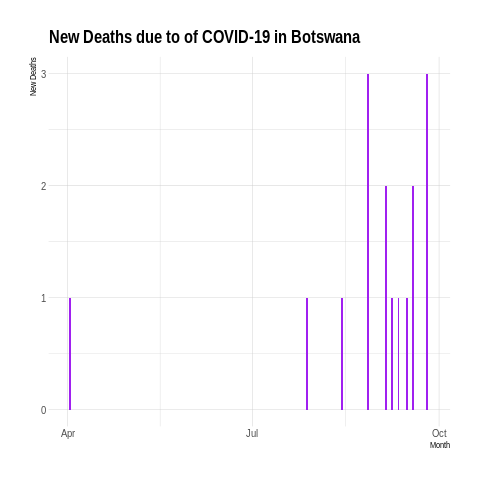 New Deaths due to of COVID-19 in Botswana
New Deaths
3
2
1
0
Apr Jul Oct
Month